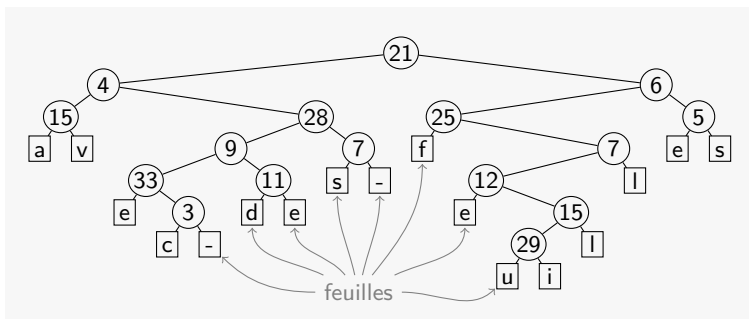 21
4 6
15 28 25 5
a v 9 7 f 7 e s
33 11 s - 12 l
e 3 d e e 15
c - 29 l
u i
feuilles